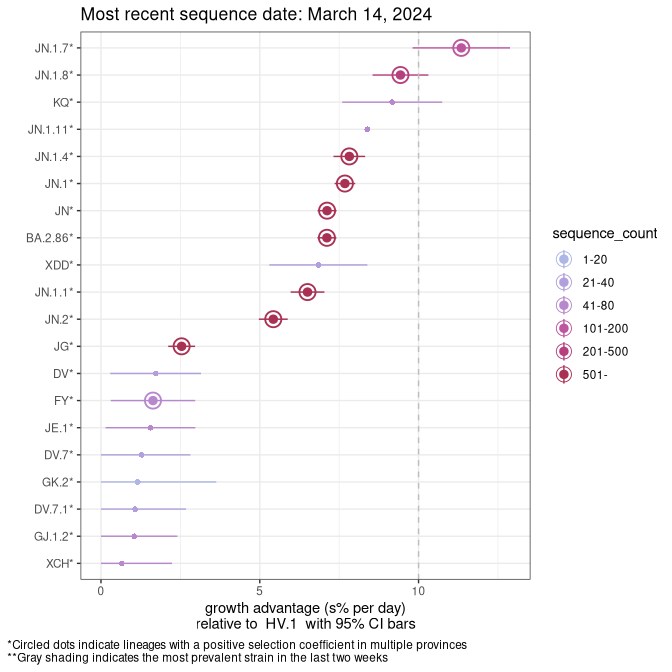 Most recent sequence date: March 14, 2024
JN.1.7*
JN.1.8*
KQ*
JN.1.11*
JN.1.4*
JN.1*
JN*
BA.2.86*
XDD*
JN.1.1*
JN.2*
JG*
DV*
FY*
JE.1*
DV.7*
GK.2*
DV.7.1*
GJ.1.2*
XCH*
0 5 10
growth advantage (s% per day)
relative to HV.1 with 95% CI bars
sequence_count
1-20
21-40
41-80
101-200
201-500
501-
*Circled dots indicate lineages with a positive selection coefficient in multiple provinces
**Gray shading indicates the most prevalent strain in the last two weeks